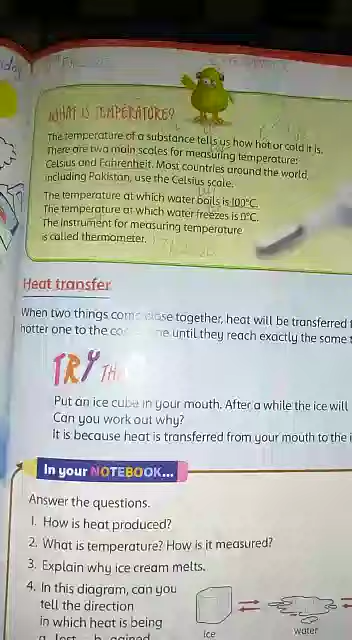 WHAT IS TEMPERATURE?
The temperature of a substance tells us how hot or cold it is.
There are two main scales for measuring temperature:
Celsius and Fahrenheit. Most countries around the world,
including Pakistan, use the Celsius scale.
The temperature at which water boils is 100°C.
The temperature at which water freezes is 0°C.
The instrument for measuring temperature
is called thermometer.
Heat transfer
When two things come close together, heat will be transferred
hotter one to the until they reach exactly the same
TRY TH
Put an ice cube in your mouth. After a while the ice will
Can you work out why?
It is because heat is transferred from your mouth to the i
In your NOTEBOOK...
Answer the questions.
1. How is heat produced?
2. What is temperature? How is it measured?
3. Explain why ice cream melts.
4. In this diagram, can you
tell the direction
in which heat is being
a. lost b. gained
ice
water